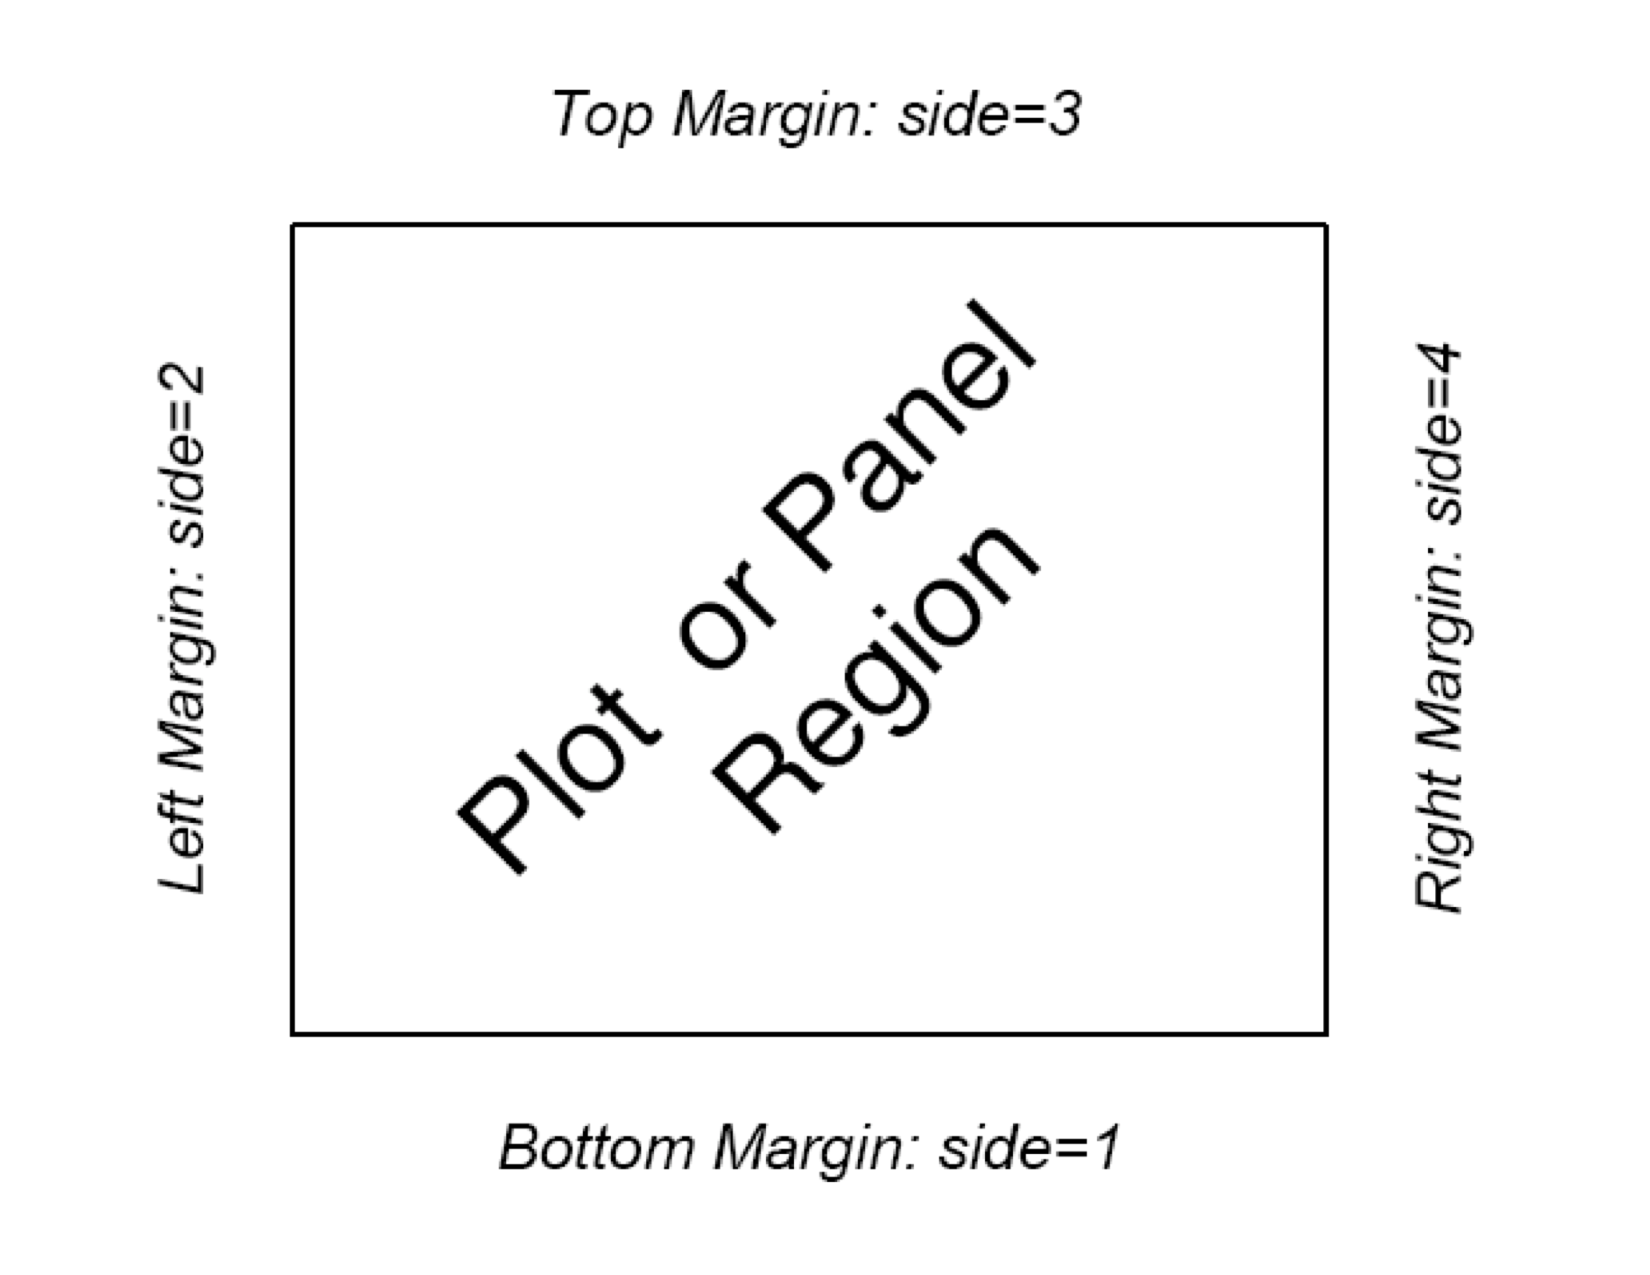 Top Margin: side=3
Left Margin: side=2
Plot or Panel
Region
Right Margin: side=4
Bottom Margin: side=1